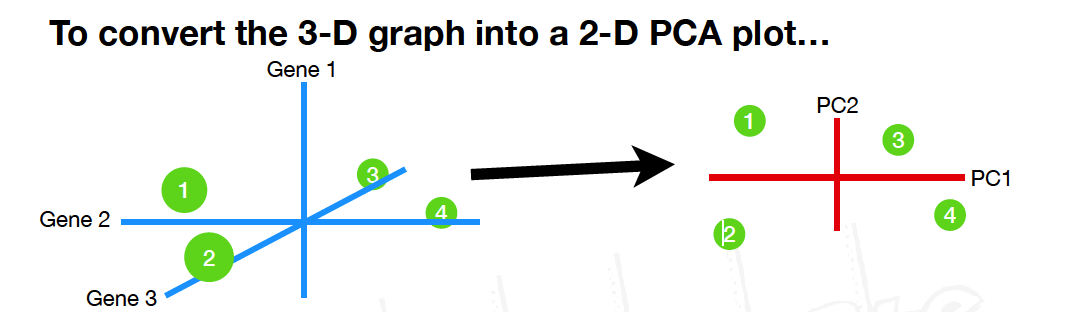 To convert the 3-D graph into a 2-D PCA plot…
Gene 1
1
3
Gene 2
4
2
Gene 3
PC2
1
3
PC1
4
2